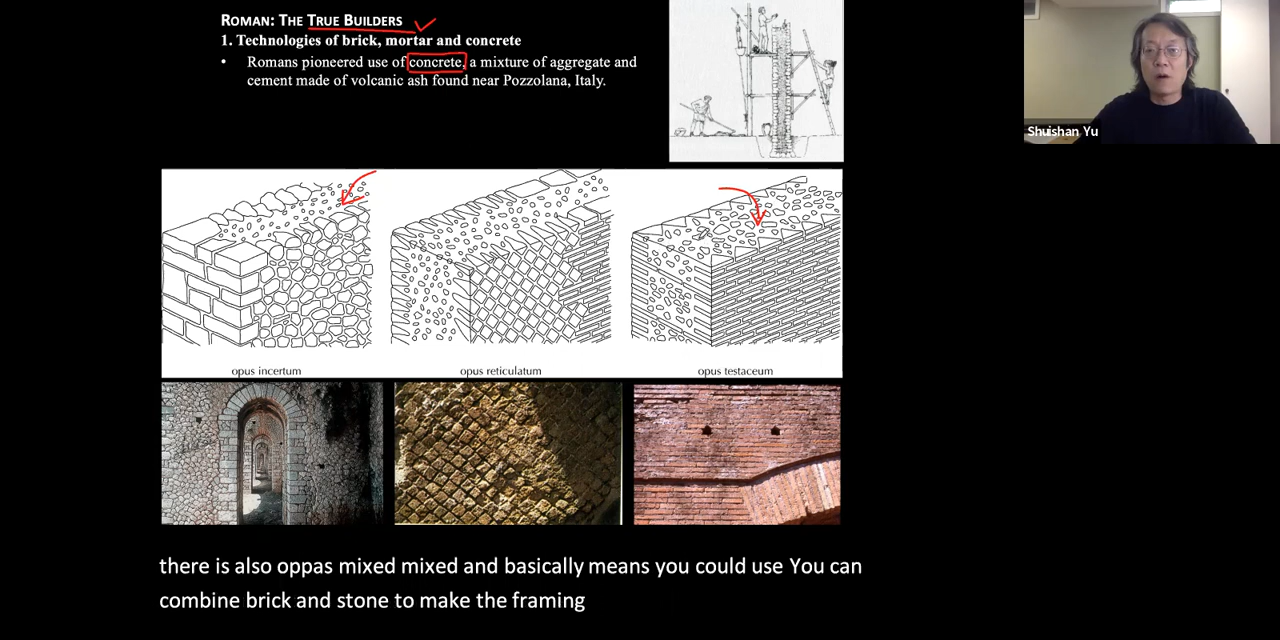 ROMAN: THE TRUE BUILDERS
1. Technologies of brick, mortar and concrete
• Romans pioneered use of concrete, a mixture of aggregate and
cement made of volcanic ash found near Pozzolana, Italy.
Shuishan Yu
opus incertum
opus reticulatum
opus testaceum
there is also oppas mixed mixed and basically means you could use You can
combine brick and stone to make the framing